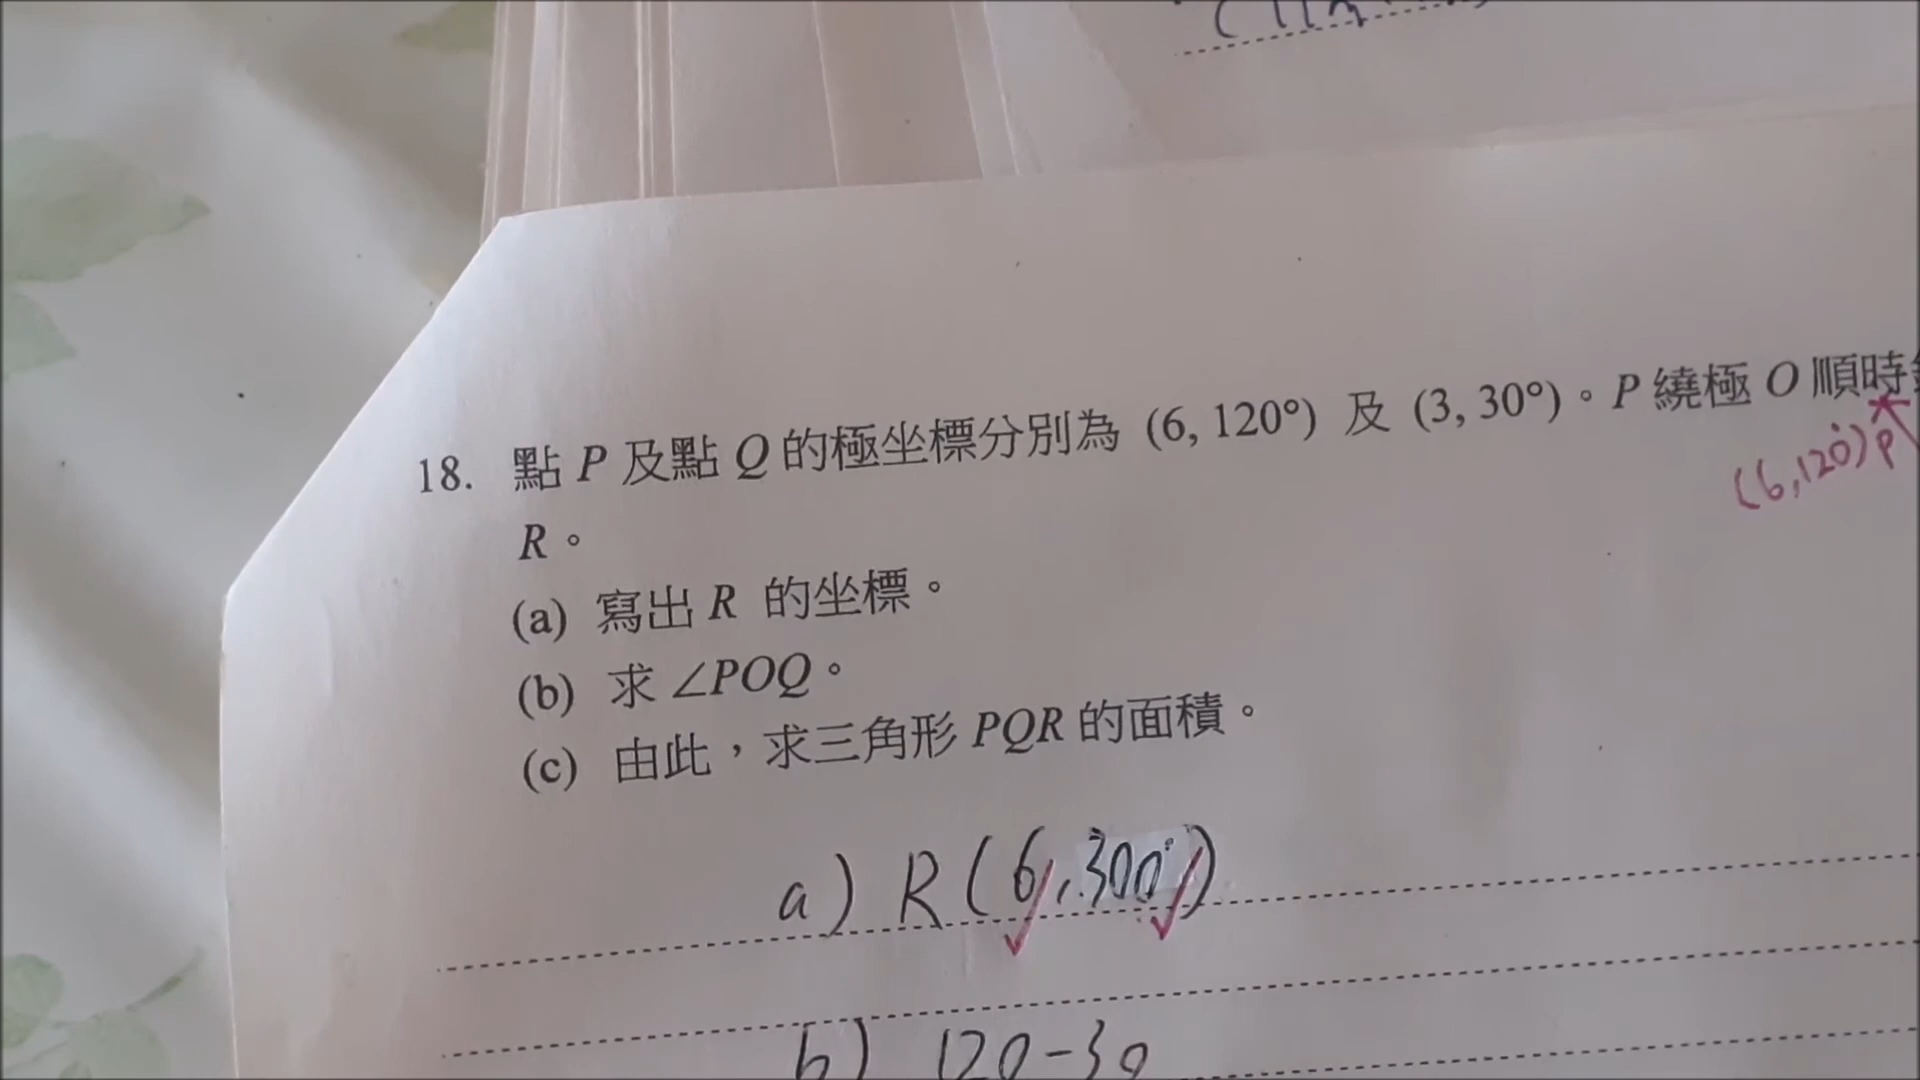 18. 點 P 及點 Q 的極坐標分別為 (6, 120°) 及 (3, 30°)。P 繞極 O 順時
(6,120°) P
R。
(a) 寫出 R 的坐標。
(b) 求 ∠POQ。
(c) 由此，求三角形 PQR 的面積。
a) R(6,300°)
b) 120-30